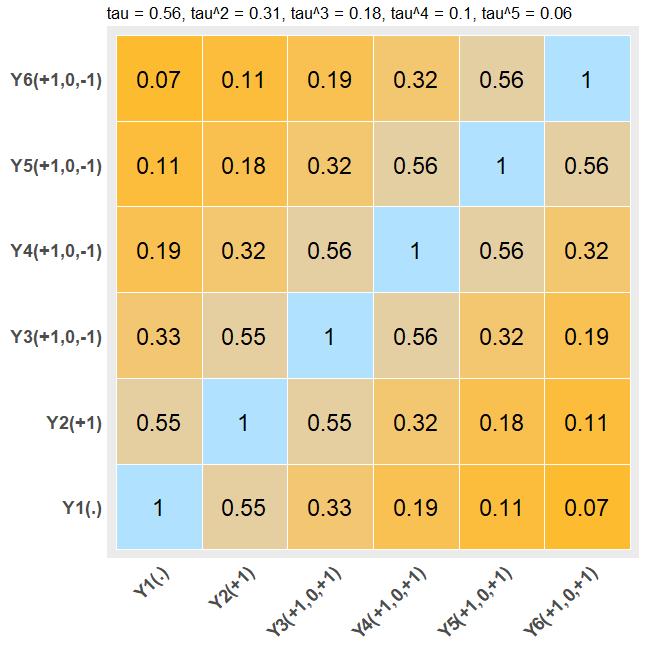 tau = 0.56, tau^2 = 0.31, tau^3 = 0.18, tau^4 = 0.1, tau^5 = 0.06
Y6(+1,0,-1) 0.07 0.11 0.19 0.32 0.56 1
Y5(+1,0,-1) 0.11 0.18 0.32 0.56 1 0.56
Y4(+1,0,-1) 0.19 0.32 0.56 1 0.56 0.32
Y3(+1,0,-1) 0.33 0.55 1 0.56 0.32 0.19
Y2(+1) 0.55 1 0.55 0.32 0.18 0.11
Y1(.) 1 0.55 0.33 0.19 0.11 0.07
Y1(.) Y2(+1) Y3(+1,0,+1) Y4(+1,0,+1) Y5(+1,0,+1) Y6(+1,0,+1)